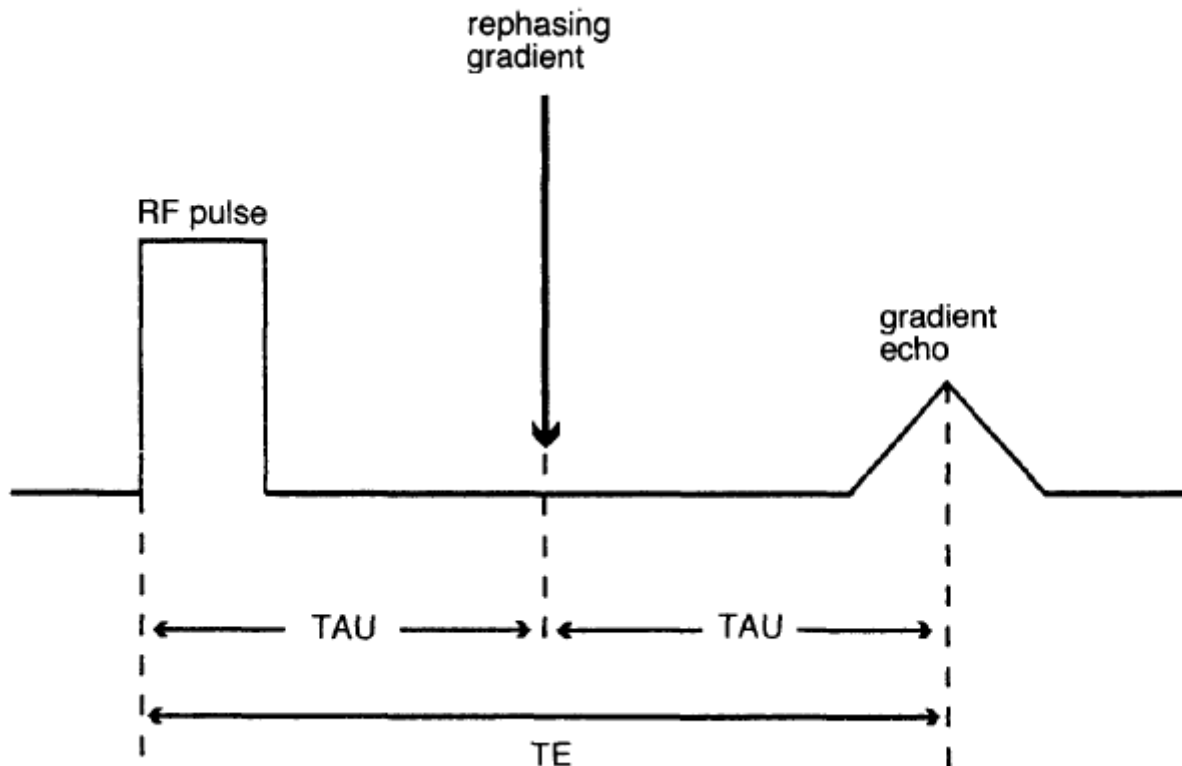 rephasing
gradient
RF pulse
gradient
echo
TAU
TAU
TE